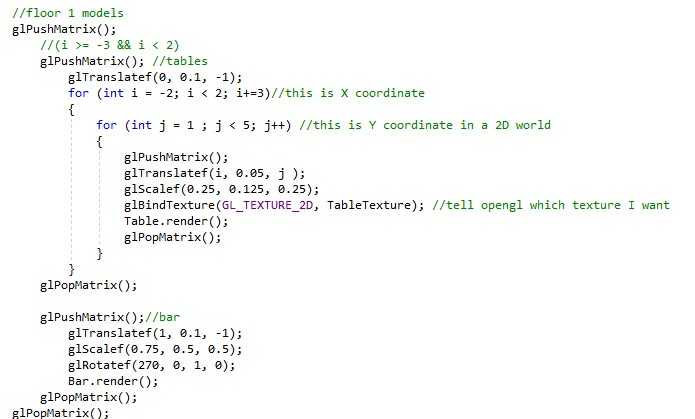 //floor 1 models
glPushMatrix();
//(i >= -3 && i < 2)
glPushMatrix(); //tables
glTranslatef(0, 0.1, -1);
for (int i = -2; i < 2; i+=3)//this is X coordinate
{
for (int j = 1 ; j < 5; j++) //this is Y coordinate in a 2D world
{
glPushMatrix();
glTranslatef(i, 0.05, j );
glScalef(0.25, 0.125, 0.25);
glBindTexture(GL_TEXTURE_2D, TableTexture); //tell opengl which texture I want
Table.render();
glPopMatrix();
}
}
glPopMatrix();
glPushMatrix();//bar
glTranslatef(1, 0.1, -1);
glScalef(0.75, 0.5, 0.5);
glRotatef(270, 0, 1, 0);
Bar.render();
glPopMatrix();
glPopMatrix();